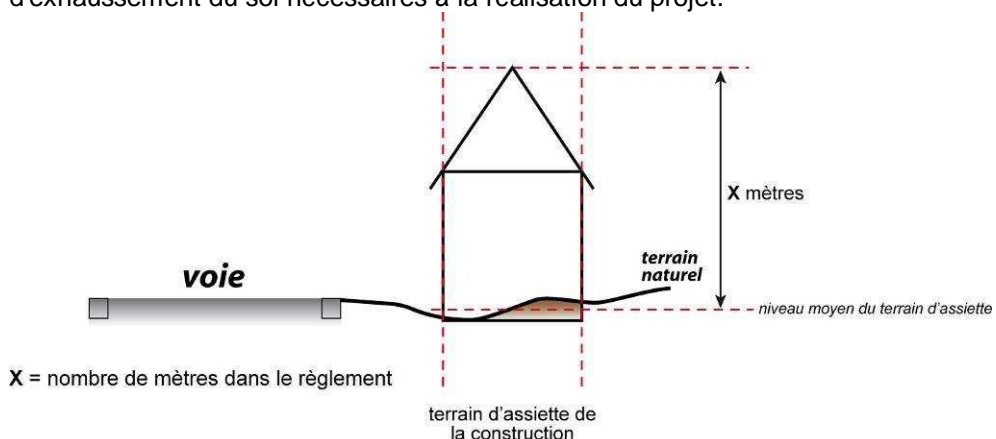 d'exhaussement du sol nécessaires à la réalisation du projet.
X mètres
voie
terrain
naturel
niveau moyen du terrain d'assiette
X = nombre de mètres dans le règlement
terrain d'assiette de
la construction